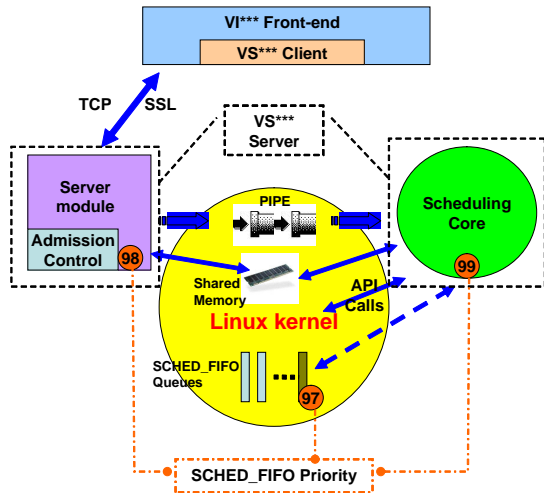 VI*** Front-end
VS*** Client
TCP SSL
VS***
Server
Server
module
PIPE
Scheduling
Core
Admission
Control
98
99
Shared
Memory
API
Calls
Linux kernel
SCHED_FIFO
Queues
97
SCHED_FIFO Priority